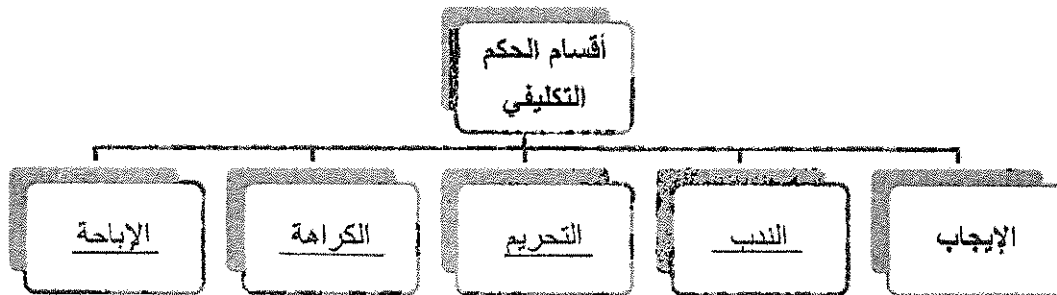 أقسام الحكم
التكليفي
الإيجاب
الندب
التحريم
الكراهة
الإباحة